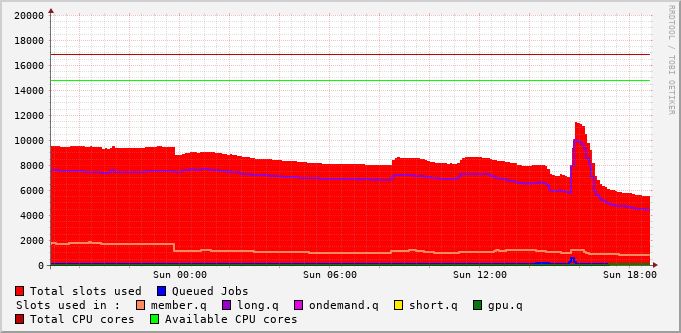 20000
18000
16000
14000
12000
10000
8000
6000
4000
2000
0
Sun 00:00 Sun 06:00 Sun 12:00 Sun 18:00
RRDTOOL / TOBI OETIKER
Total slots used Queued Jobs
Slots used in : member.q long.q ondemand.q short.q gpu.q
Total CPU cores Available CPU cores